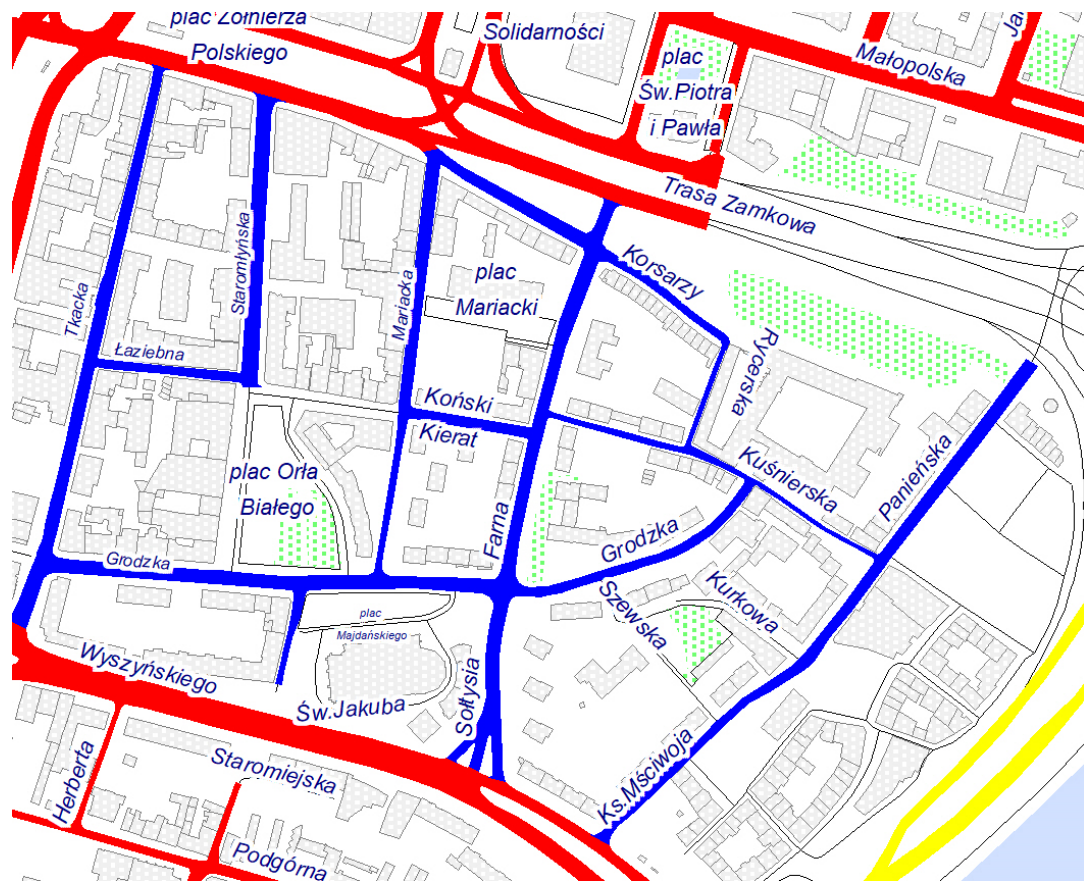 plac Żołnierza
Polskiego
Solidarności
plac
Św.Piotra
i Pawła
Małopolska
Trasa Zamkowa
Korsarzy
plac
Mariacki
Staromłyńska
Mariacka
Tkacka
Łaziebna
Rycerska
Koński
Kierat
Kuśnierska
Panieńska
plac Orła
Białego
Farna
Grodzka
Grodzka
Szewska
Kurkowa
plac
Majdańskiego
Wyszyńskiego
Św.Jakuba
Sołtysia
Ks.Mściwoja
Herberta
Staromiejska
Podgórna